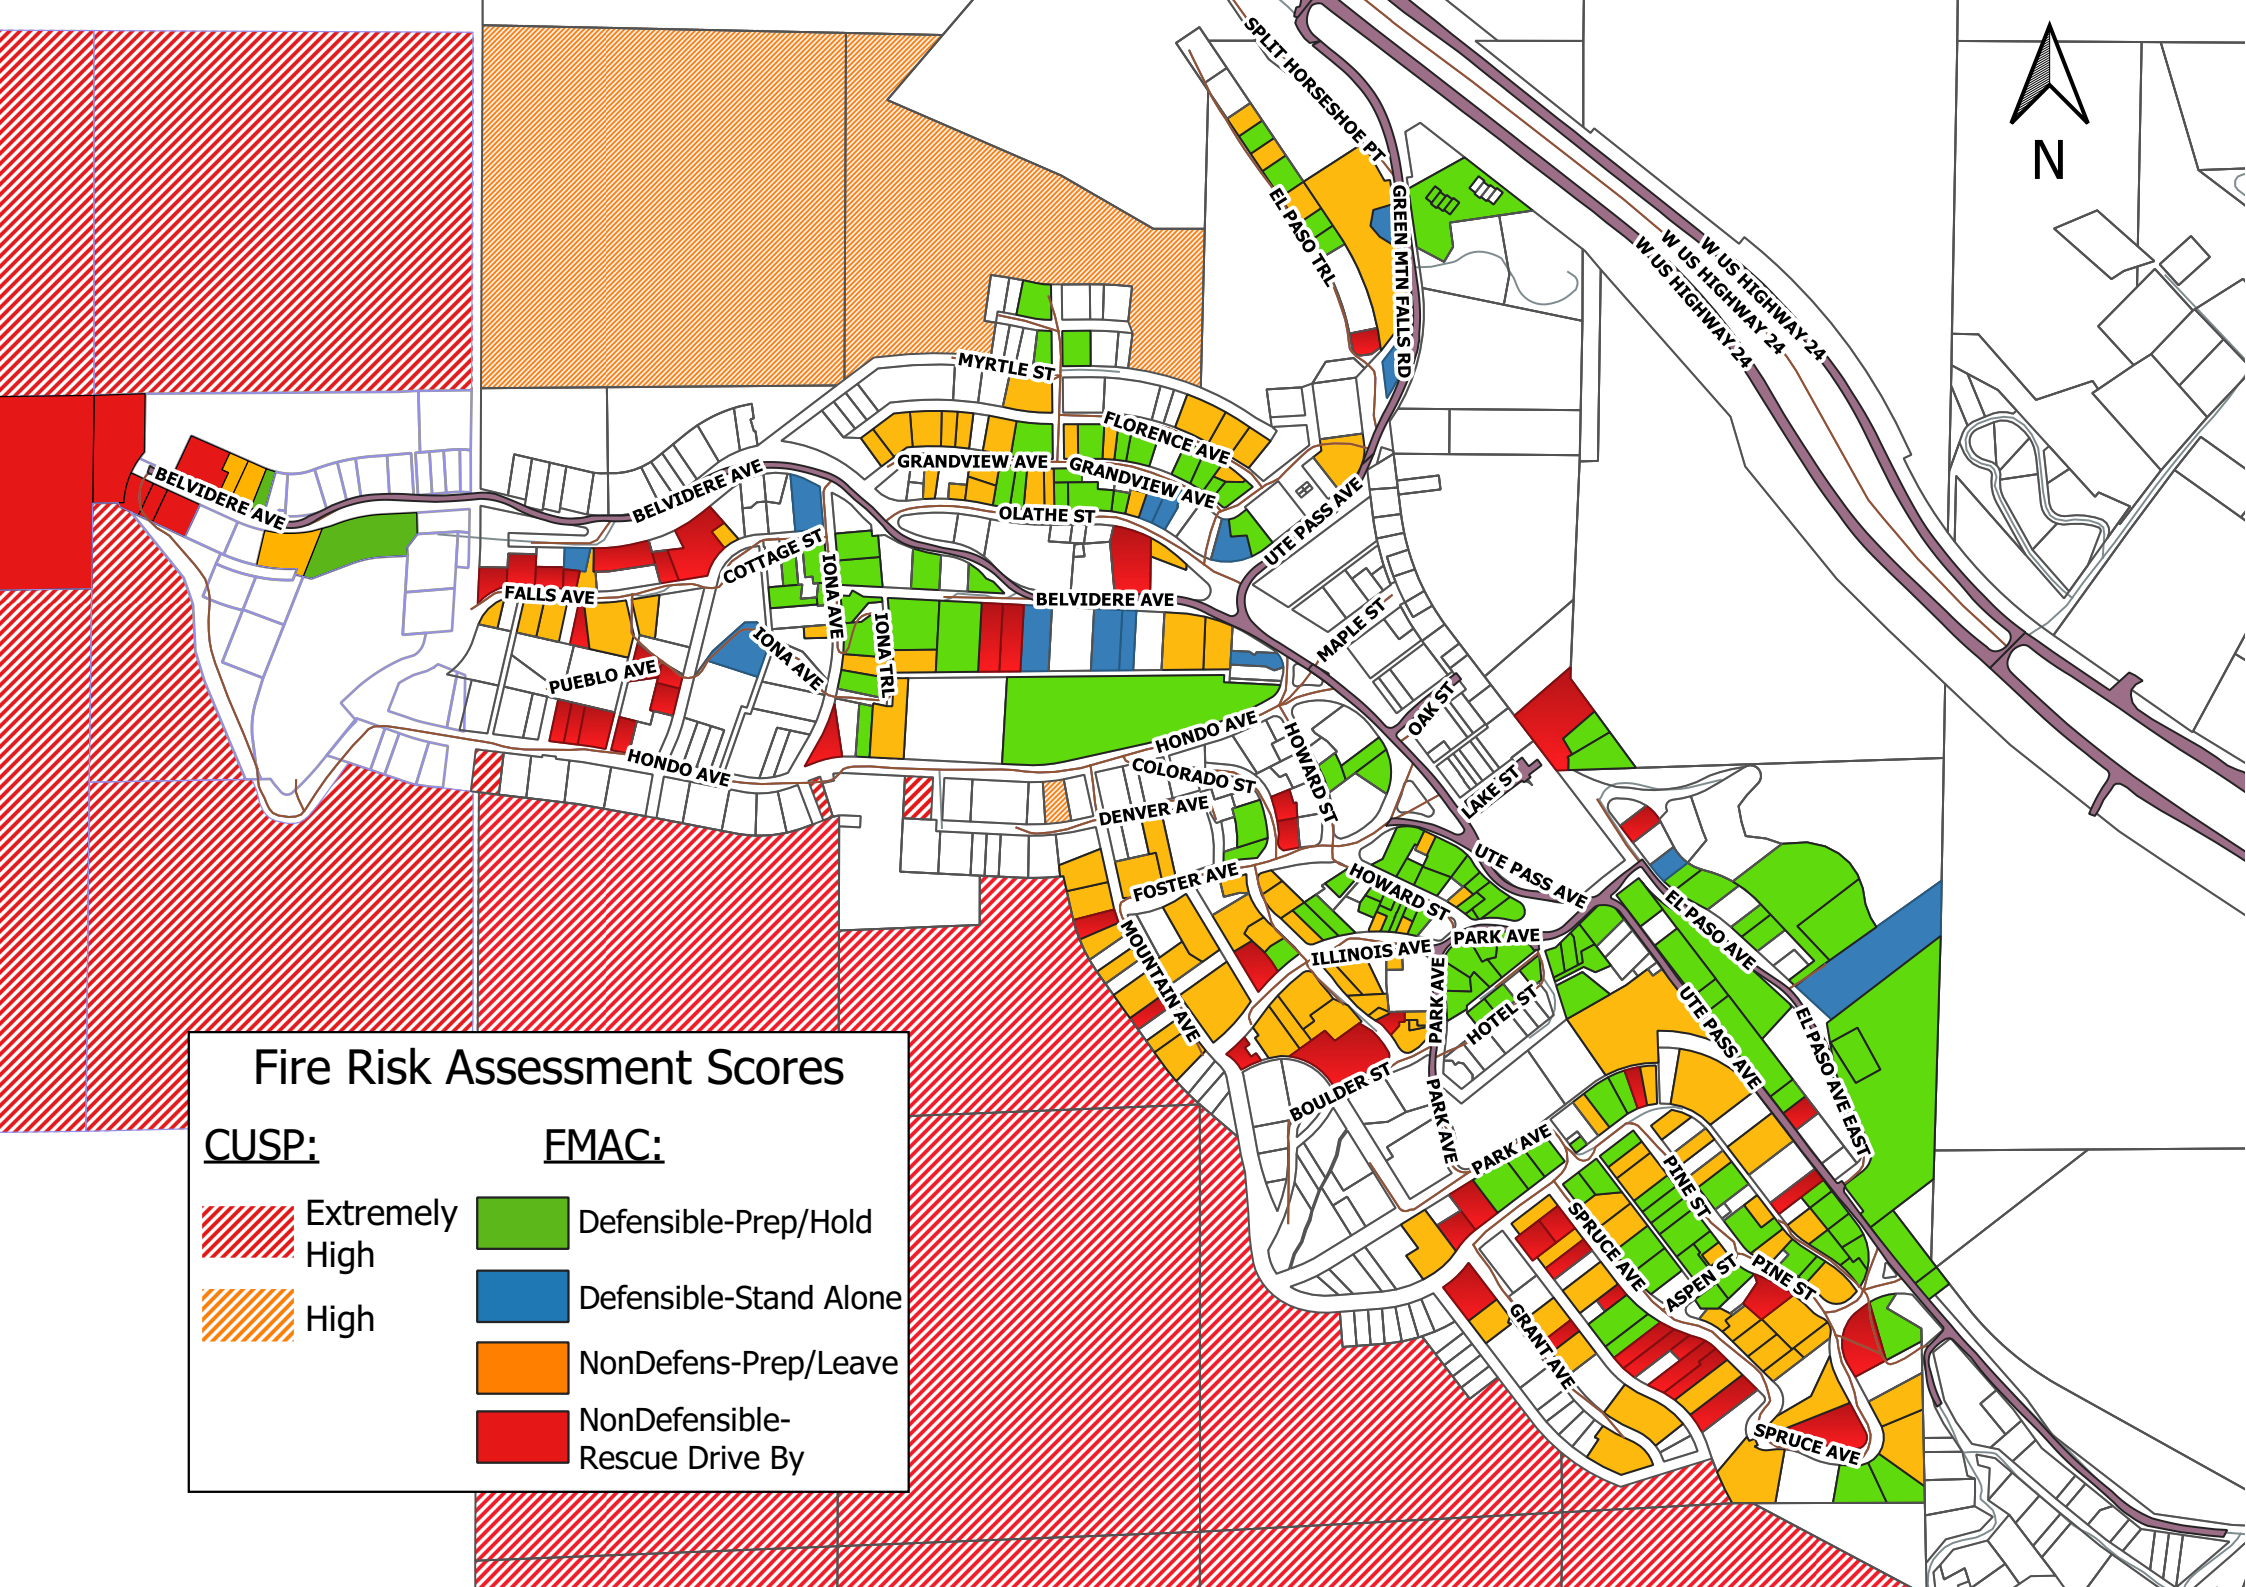 SPLIT HORSESHOE PT
N
EL PASO TRL
GREEN MTN FALLS RD
W US HIGHWAY 24
W US HIGHWAY 24
W US HIGHWAY 24
MYRTLE ST
FLORENCE AVE
GRANDVIEW AVE
GRANDVIEW AVE
BELVIDERE AVE
BELVIDERE AVE
OLATHE ST
UTE PASS AVE
COTTAGE ST
IONA AVE
FALLS AVE
BELVIDERE AVE
MAPLE ST
IONA AVE
IONA TRL
PUEBLO AVE
OAK ST
HONDO AVE
HONDO AVE
HOWARD ST
COLORADO ST
LAKE ST
DENVER AVE
UTE PASS AVE
FOSTER AVE
HOWARD ST
EL PASO AVE
MOUNTAIN AVE
ILLINOIS AVE
PARK AVE
PARK AVE
HOTEL ST
UTE PASS AVE
EL PASO AVE EAST
BOULDER ST
PARK AVE
PARK AVE
PINE ST
SPRUCE AVE
ASPEN ST
PINE ST
GRANT AVE
SPRUCE AVE
Fire Risk Assessment Scores
CUSP:
FMAC:
Extremely
High
High
Defensible-Prep/Hold
Defensible-Stand Alone
NonDefens-Prep/Leave
NonDefensible-
Rescue Drive By